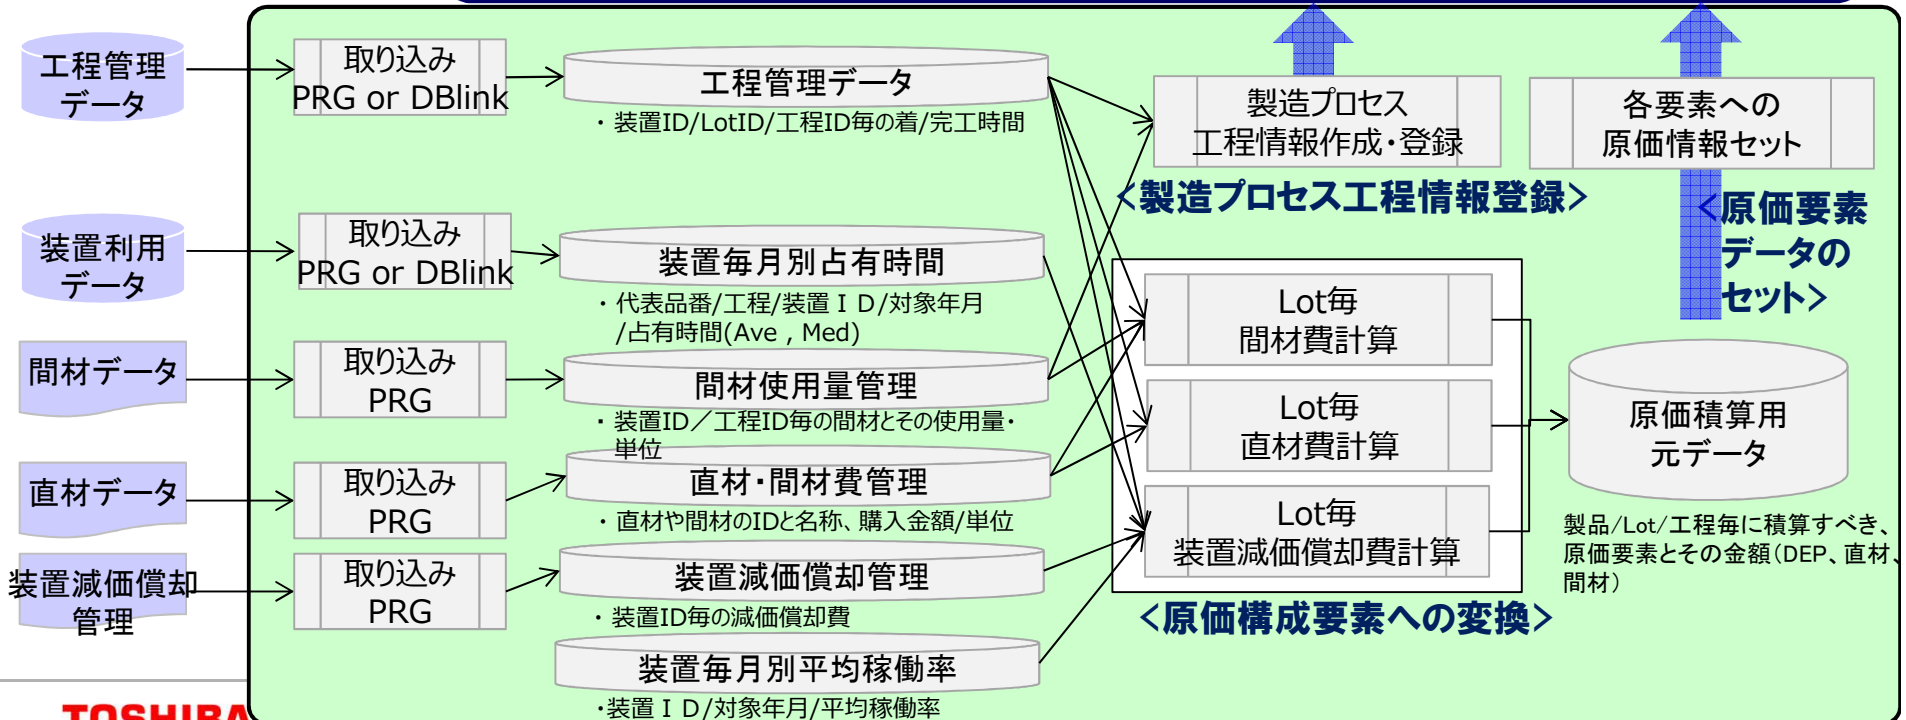 工程管理
データ
取り込み
PRG or DBlink
工程管理データ
・ 装置ID/LotID/工程ID毎の着/完工時間
製造プロセス
工程情報作成・登録
各要素への
原価情報セット
<製造プロセス工程情報登録>
<原価要素
データの
セット>
装置利用
データ
取り込み
PRG or DBlink
装置毎月別占有時間
・ 代表品番/工程/装置ＩＤ/対象年月
/占有時間(Ave , Med)
間材データ
取り込み
PRG
間材使用量管理
・ 装置ID／工程ID毎の間材とその使用量・
単位
直材データ
取り込み
PRG
直材・間材費管理
・ 直材や間材のIDと名称、購入金額/単位
装置減価償却
管理
取り込み
PRG
装置減価償却管理
・ 装置ID毎の減価償却費
装置毎月別平均稼働率
・装置ＩＤ/対象年月/平均稼働率
Lot毎
間材費計算
Lot毎
直材費計算
Lot毎
装置減価償却費計算
<原価構成要素への変換>
原価積算用
元データ
製品/Lot/工程毎に積算すべき、
原価要素とその金額(DEP、直材、
間材)
TOSHIBA